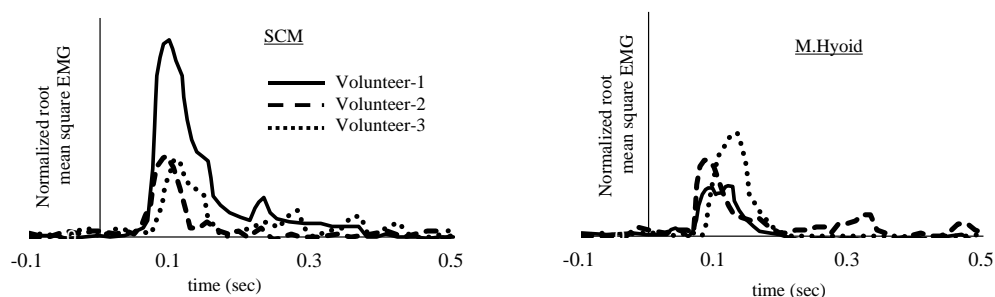 SCM
Normalized root
mean square EMG
Volunteer-1
Volunteer-2
Volunteer-3
-0.1
0.1
0.3
0.5
time (sec)
M.Hyoid
Normalized root
mean square EMG
-0.1
0.1
0.3
0.5
time (sec)